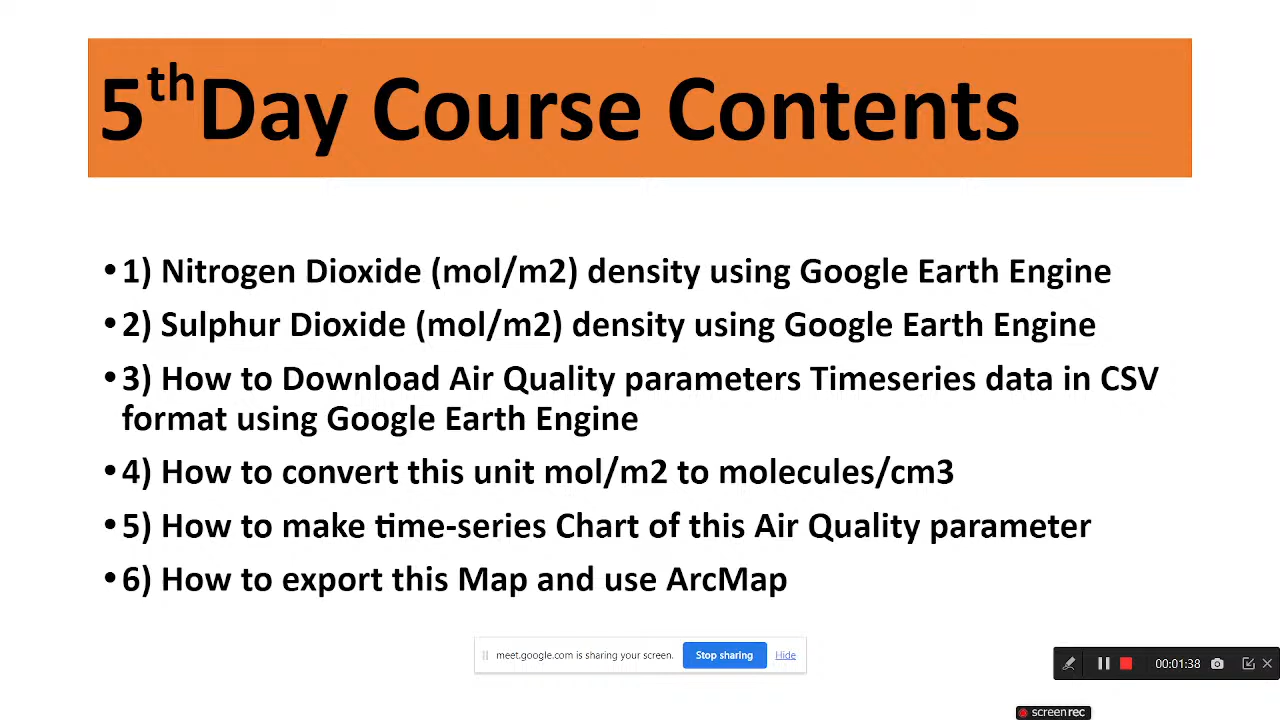 5thDay Course Contents
•1) Nitrogen Dioxide (mol/m2) density using Google Earth Engine
•2) Sulphur Dioxide (mol/m2) density using Google Earth Engine
•3) How to Download Air Quality parameters Timeseries data in CSV
format using Google Earth Engine
•4) How to convert this unit mol/m2 to molecules/cm3
•5) How to make time-series Chart of this Air Quality parameter
•6) How to export this Map and use ArcMap
meet.google.com is sharing your screen. Stop sharing Hide
00:01:38
screenrec